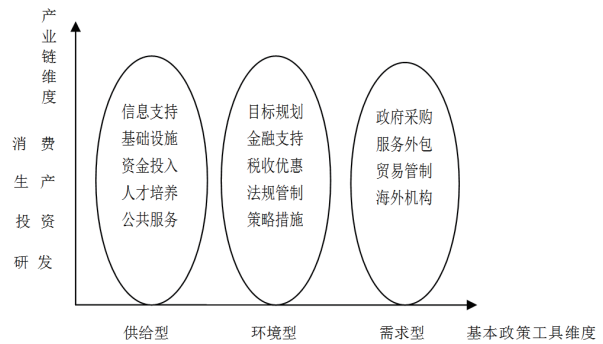 产业链维度
消 费
生 产
投 资
研 发
信息支持
基础设施
资金投入
人才培养
公共服务
目标规划
金融支持
税收优惠
法规管制
策略措施
政府采购
服务外包
贸易管制
海外机构
供给型
环境型
需求型
基本政策工具维度